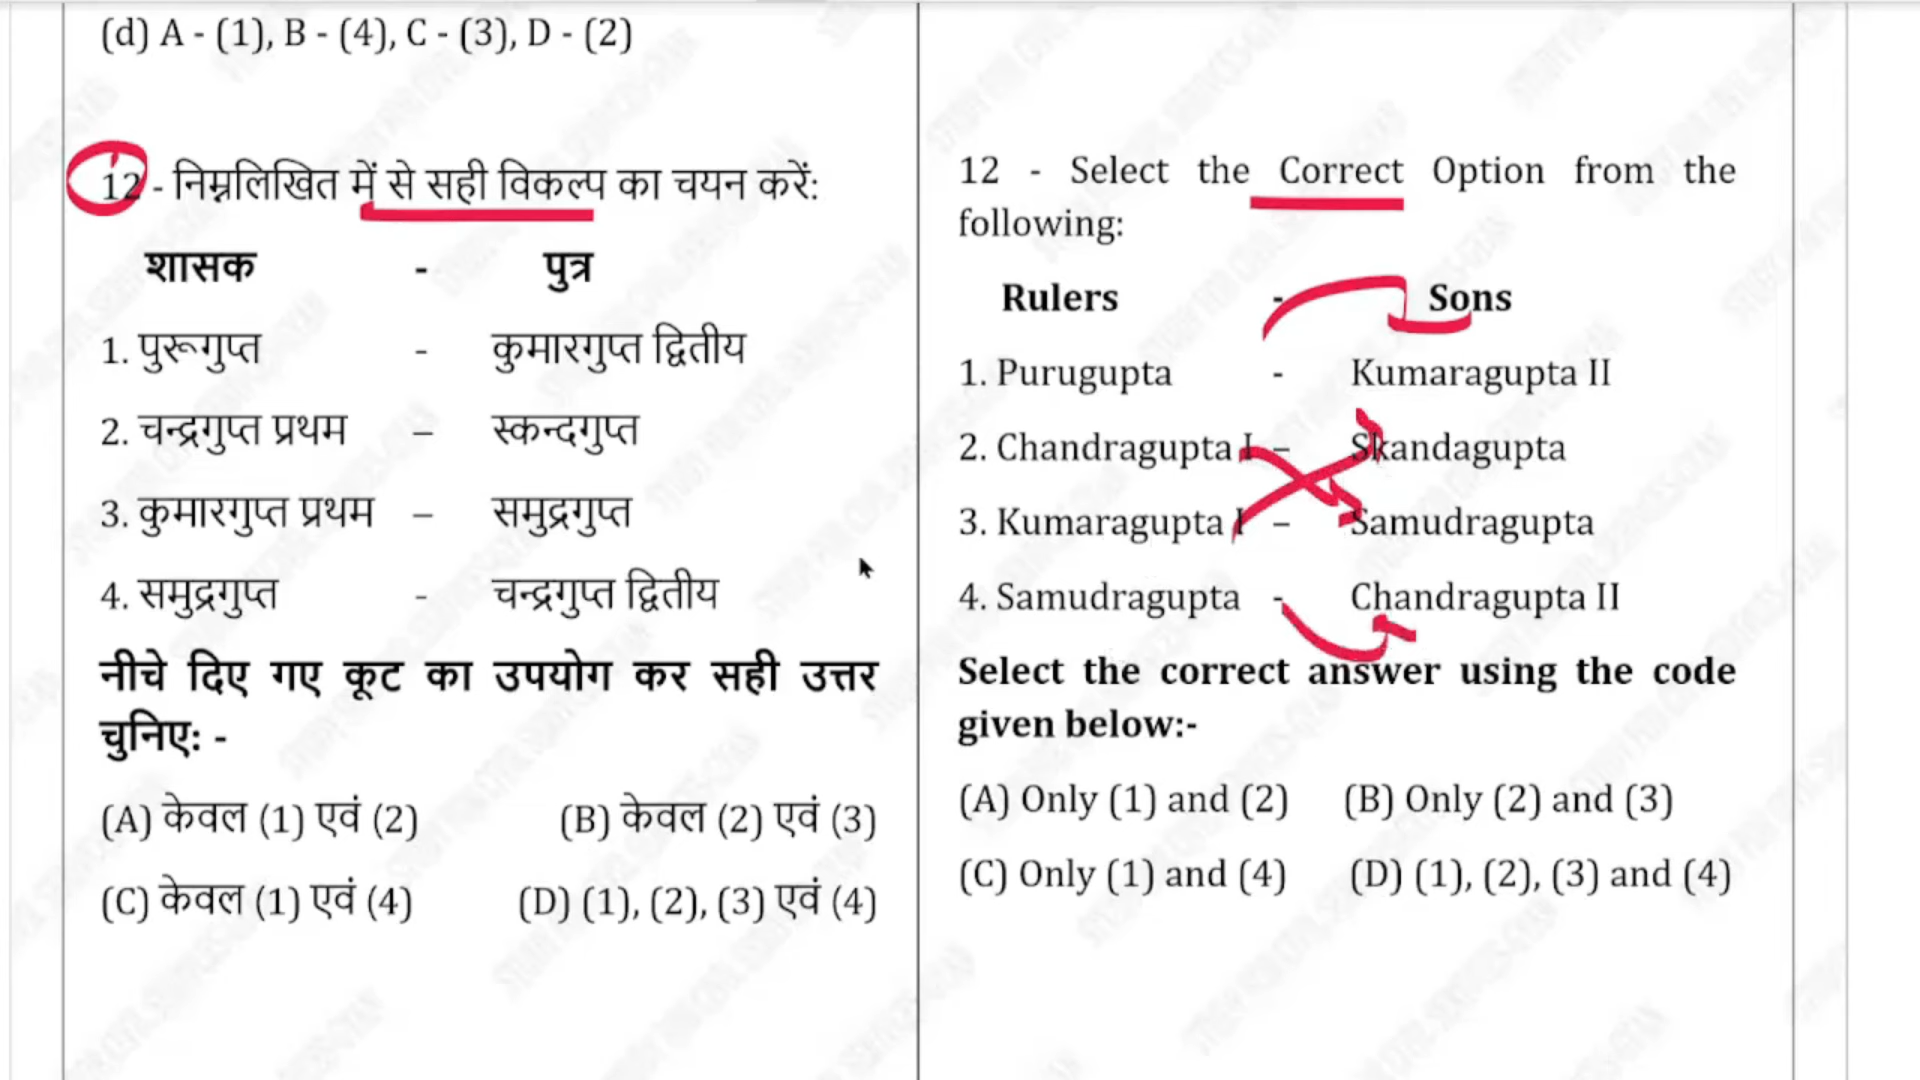 (d) A - (1), B - (4), C - (3), D - (2)
12 - निम्नलिखित में से सही विकल्प का चयन करें:
शासक - पुत्र
1. पुरूगुप्त - कुमारगुप्त द्वितीय
2. चन्द्रगुप्त प्रथम – स्कन्दगुप्त
3. कुमारगुप्त प्रथम – समुद्रगुप्त
4. समुद्रगुप्त - चन्द्रगुप्त द्वितीय
नीचे दिए गए कूट का उपयोग कर सही उत्तर
चुनिए: -
(A) केवल (1) एवं (2) (B) केवल (2) एवं (3)
(C) केवल (1) एवं (4) (D) (1), (2), (3) एवं (4)
12 - Select the Correct Option from the
following:
Rulers - Sons
1. Purugupta - Kumaragupta II
2. Chandragupta I – Skandagupta
3. Kumaragupta I – Samudragupta
4. Samudragupta - Chandragupta II
Select the correct answer using the code
given below:-
(A) Only (1) and (2) (B) Only (2) and (3)
(C) Only (1) and (4) (D) (1), (2), (3) and (4)